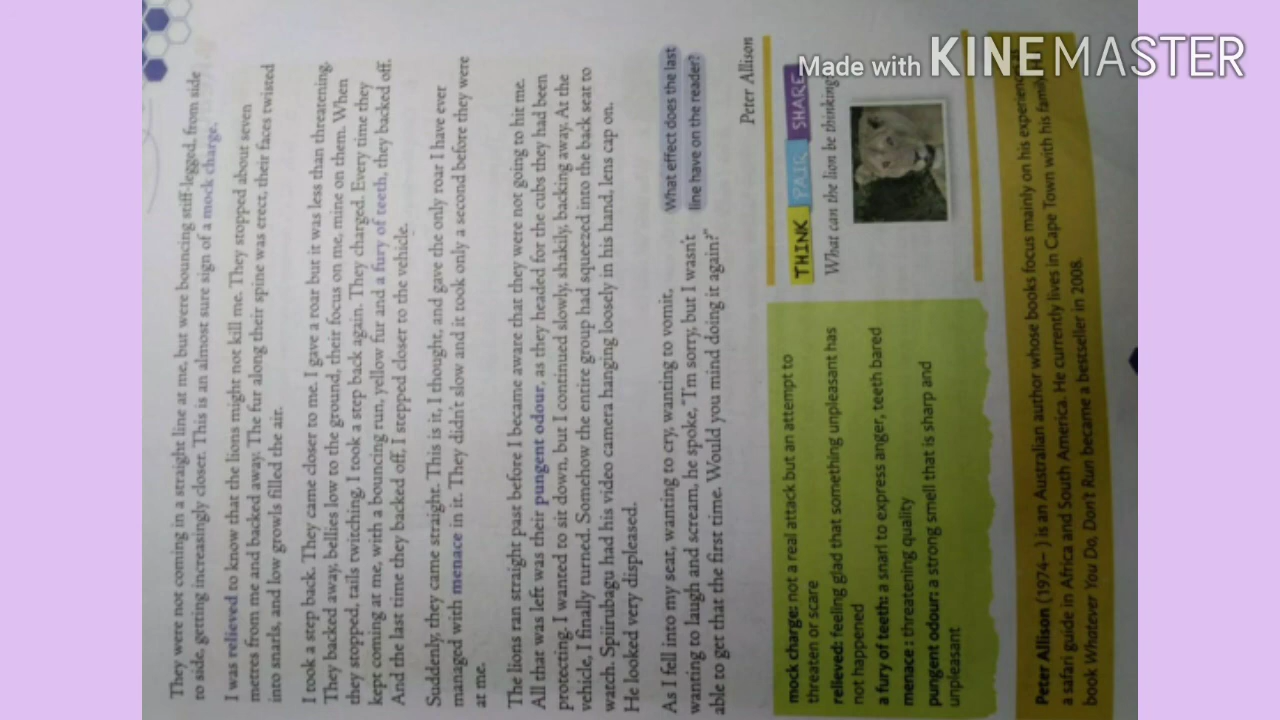 They were not coming in a straight line at me, but were bouncing stiff-legged, from side
to side, getting increasingly closer. This is an almost sure sign of a mock charge.
I was relieved to know that the lions might not kill me. They stopped about seven
metres from me and backed away. The fur along their spine was erect, their faces twisted
into snarls, and low growls filled the air.
I took a step back. They came closer to me. I gave a roar but it was less than threatening.
They backed away, bellies low to the ground, their focus on me, mine on them. When
they stopped, tails twitching, I took a step back again. They charged. Every time they
kept coming at me, with a bouncing run, yellow fur and a fury of teeth, they backed off.
And the last time they backed off, I stepped closer to the vehicle.
Suddenly, they came straight. This is it, I thought, and gave the only roar I have ever
managed with menace in it. They didn't slow and it took only a second before they were
at me.
The lions ran straight past before I became aware that they were not going to hit me.
All that was left was their pungent odour, as they headed for the cubs they had been
protecting. I wanted to sit down, but I continued slowly, shakily, backing away. At the
vehicle, I finally turned. Somehow the entire group had squeezed into the back seat to
watch. Spiirubagu had his video camera hanging loosely in his hand, lens cap on.
He looked very displeased.
As I fell into my seat, wanting to cry, wanting to vomit,
wanting to laugh and scream, he spoke, "I'm sorry, but I wasn't
able to get that the first time. Would you mind doing it again?"
What effect does the last
line have on the reader?
Peter Allison
mock charge: not a real attack but an attempt to
threaten or scare
relieved: feeling glad that something unpleasant has
not happened
a fury of teeth: a snarl to express anger, teeth bared
menace : threatening quality
pungent odour: a strong smell that is sharp and
unpleasant
THINK PAIR SHARE
What can the lion be thinking
Peter Allison (1974– ) is an Australian author whose books focus mainly on his
a safari guide in Africa and South America. He currently lives in Cape Town with his family
book Whatever You Do, Don't Run became a bestseller in 2008.
Made with KINEMASTER